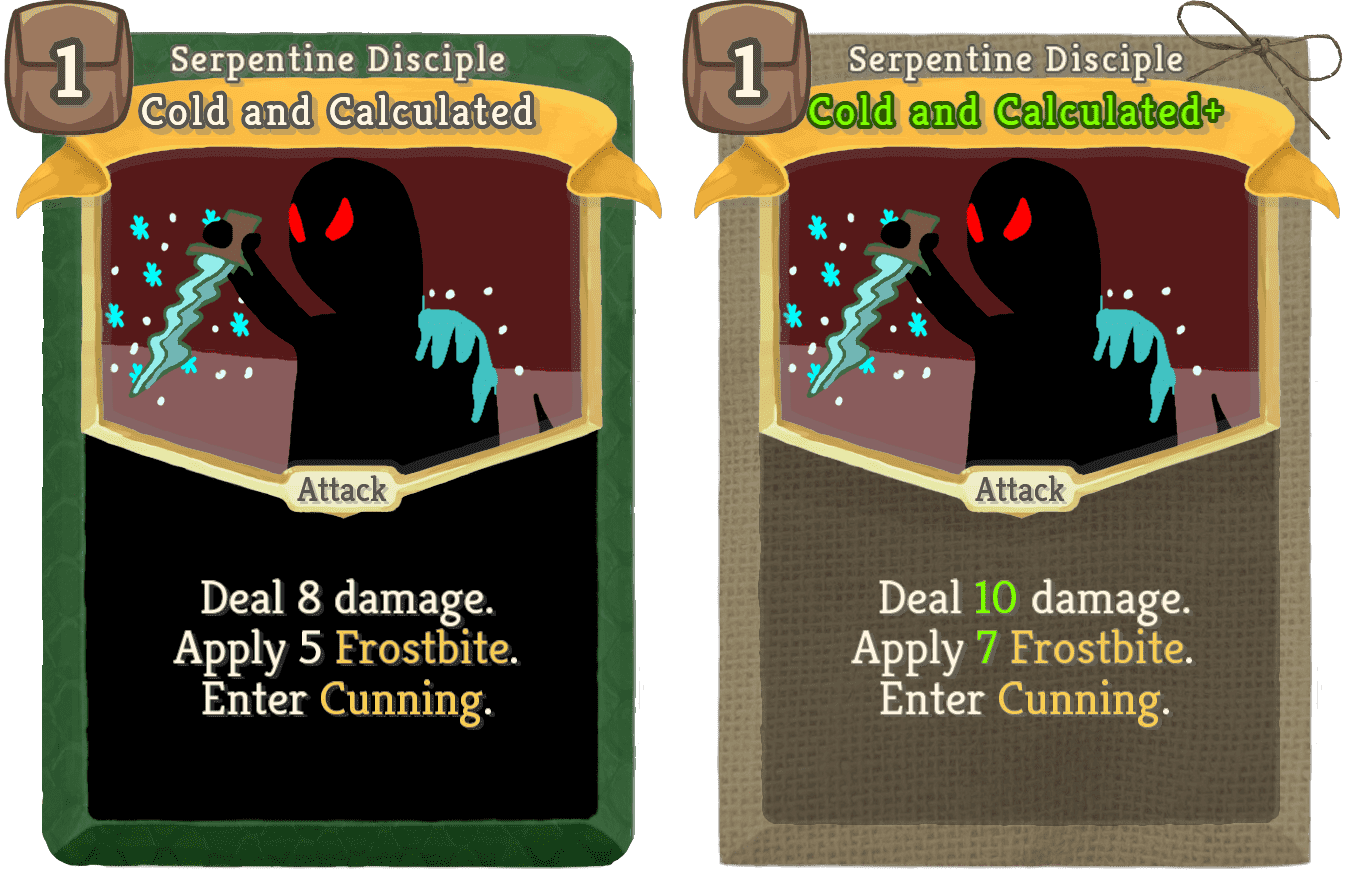 1
Serpentine Disciple
Cold and Calculated
Attack
Deal 8 damage.
Apply 5 Frostbite.
Enter Cunning.
1
Serpentine Disciple
Cold and Calculated+
Attack
Deal 10 damage.
Apply 7 Frostbite.
Enter Cunning.